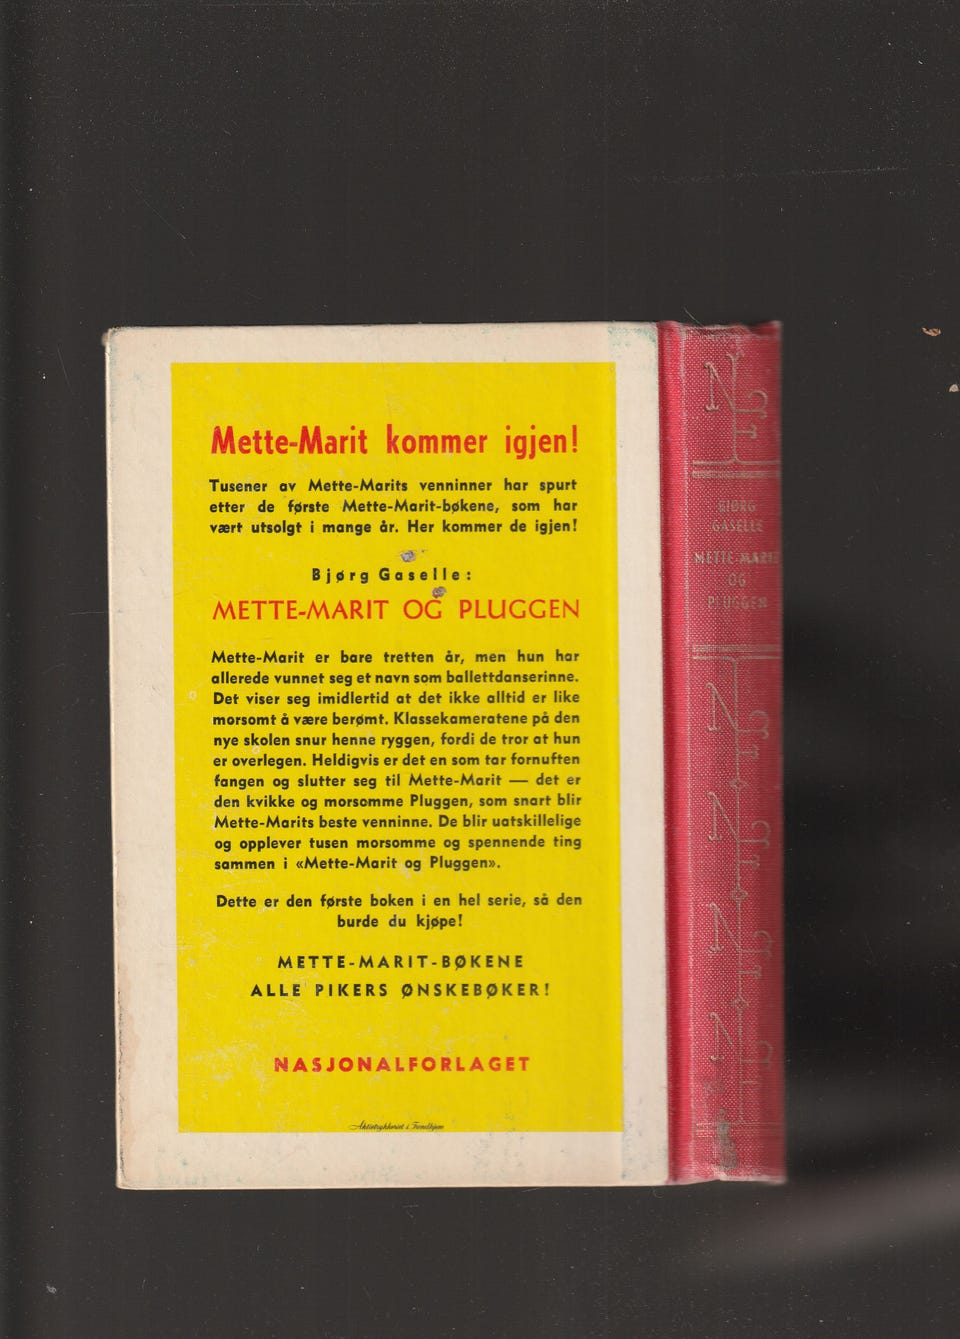 Mette-Marit kommer igjen!
Tusener av Mette-Marits venninner har spurt
etter de første Mette-Marit-bøkene, som har
vært utsolgt i mange år. Her kommer de igjen!
Bjørg Gaselle:
METTE-MARIT OG PLUGGEN
Mette-Marit er bare tretten år, men hun har
allerede vunnet seg et navn som ballettdanserinne.
Det viser seg imidlertid at det ikke alltid er like
morsomt å være berømt. Klassekameratene på den
nye skolen snur henne ryggen, fordi de tror at hun
er overlegen. Heldigvis er det en som tar fornuften
fangen og slutter seg til Mette-Marit — det er
den kvikke og morsomme Pluggen, som snart blir
Mette-Marits beste venninne. De blir uatskillelige
og opplever tusen morsomme og spennende ting
sammen i «Mette-Marit og Pluggen».
Dette er den første boken i en hel serie, så den
burde du kjøpe!
METTE-MARIT-BØKENE
ALLE PIKERS ØNSKEBØKER!
NASJONALFORLAGET
Aktietrykkeriet i Trondhjem
BJØRG
GASELLE
METTE-MARIT
OG
PLUGGEN